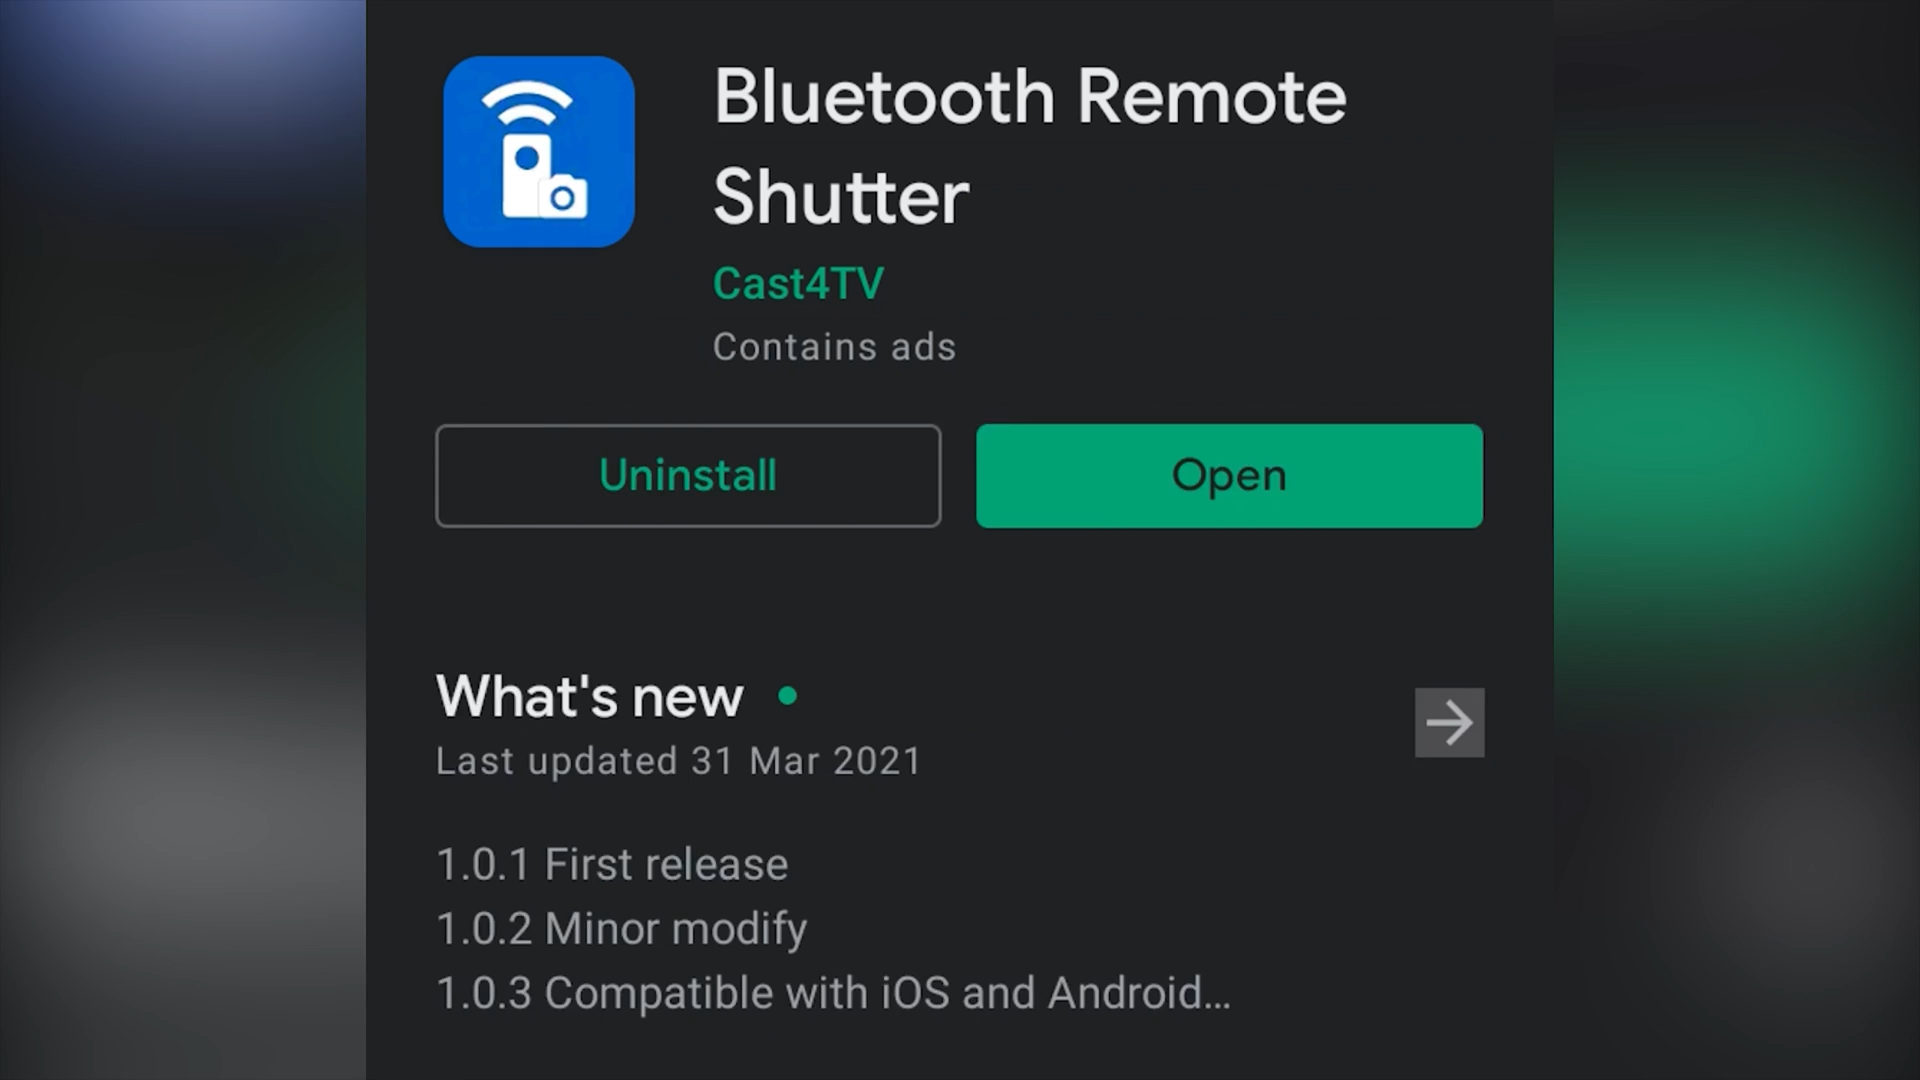 Bluetooth Remote
Shutter
Cast4TV
Contains ads
Uninstall
Open
What's new
Last updated 31 Mar 2021
1.0.1 First release
1.0.2 Minor modify
1.0.3 Compatible with iOS and Android...